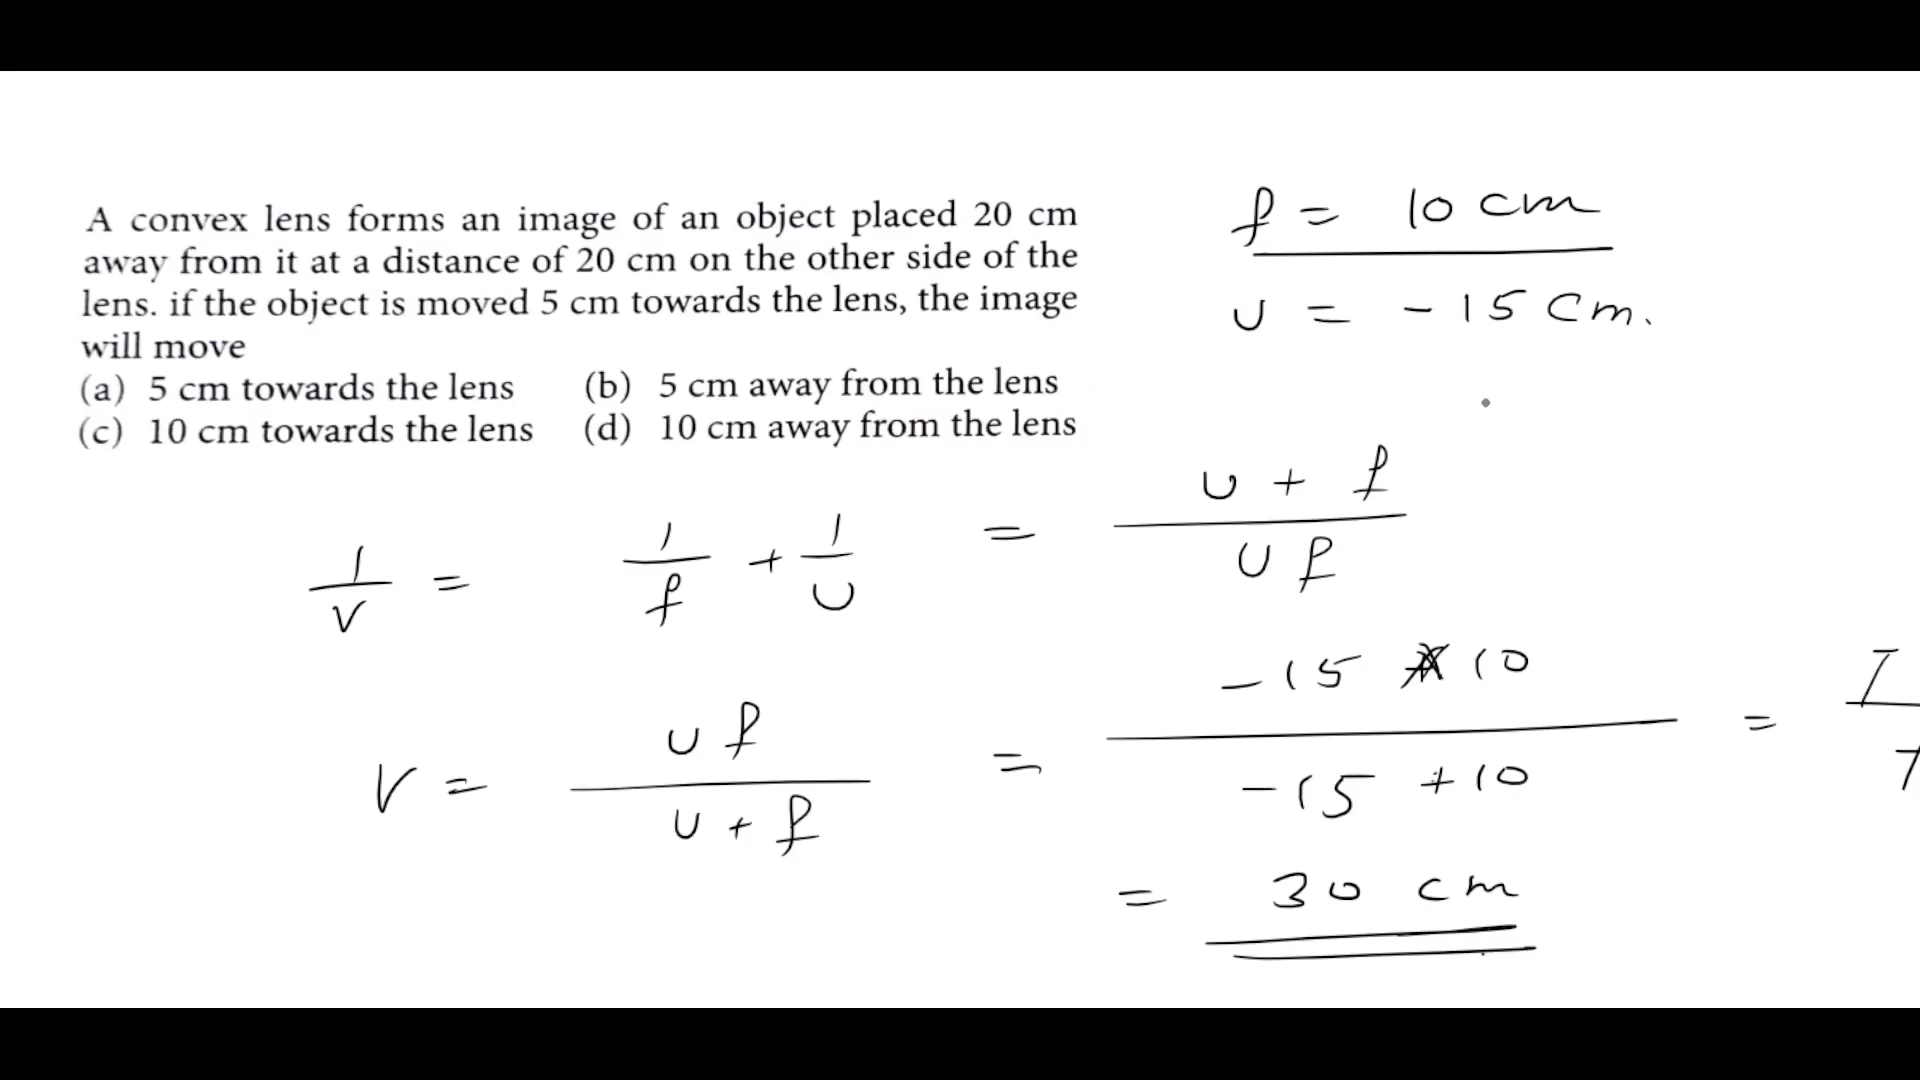 A convex lens forms an image of an object placed 20 cm
away from it at a distance of 20 cm on the other side of the
lens. if the object is moved 5 cm towards the lens, the image
will move
(a) 5 cm towards the lens (b) 5 cm away from the lens
(c) 10 cm towards the lens (d) 10 cm away from the lens
f = 10 cm
u = -15 cm.
1/v = 1/f + 1/u = u + f / u f
v = u f / u + f = -15 × 10 / -15 + 10 =
= 30 cm